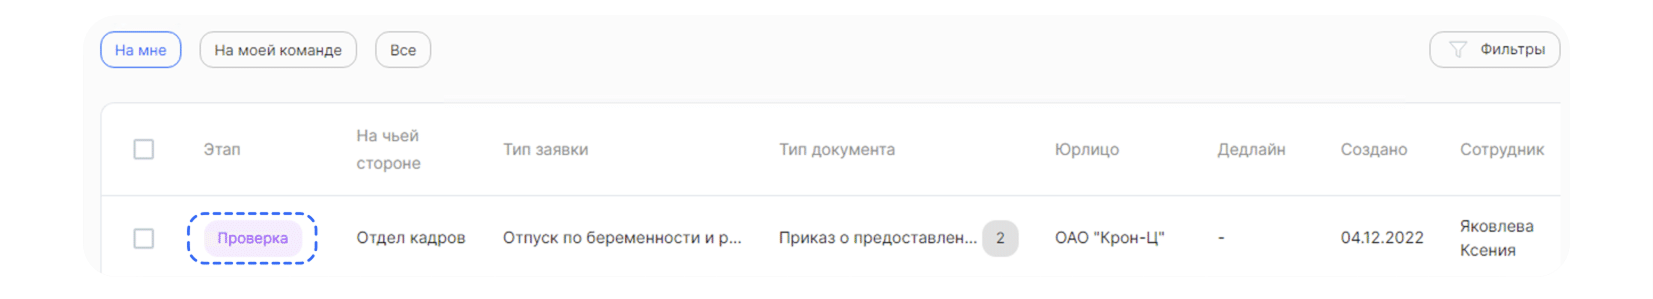 На мне
На моей команде
Все
Фильтры
Этап
На чьей
стороне
Тип заявки
Тип документа
Юрлицо
Дедлайн
Создано
Сотрудник
Проверка
Отдел кадров
Отпуск по беременности и р...
Приказ о предоставлен...
2
ОАО "Крон-Ц"
-
04.12.2022
Яковлева
Ксения